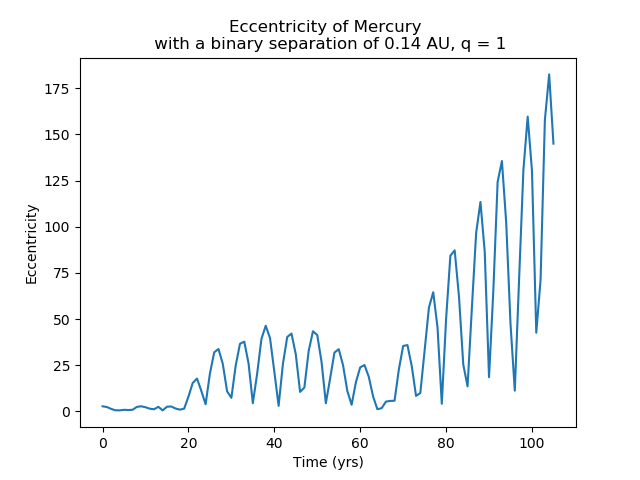 Eccentricity of Mercury
with a binary separation of 0.14 AU, q = 1
175
150
125
100
75
50
25
0
Eccentricity
0 20 40 60 80 100
Time (yrs)